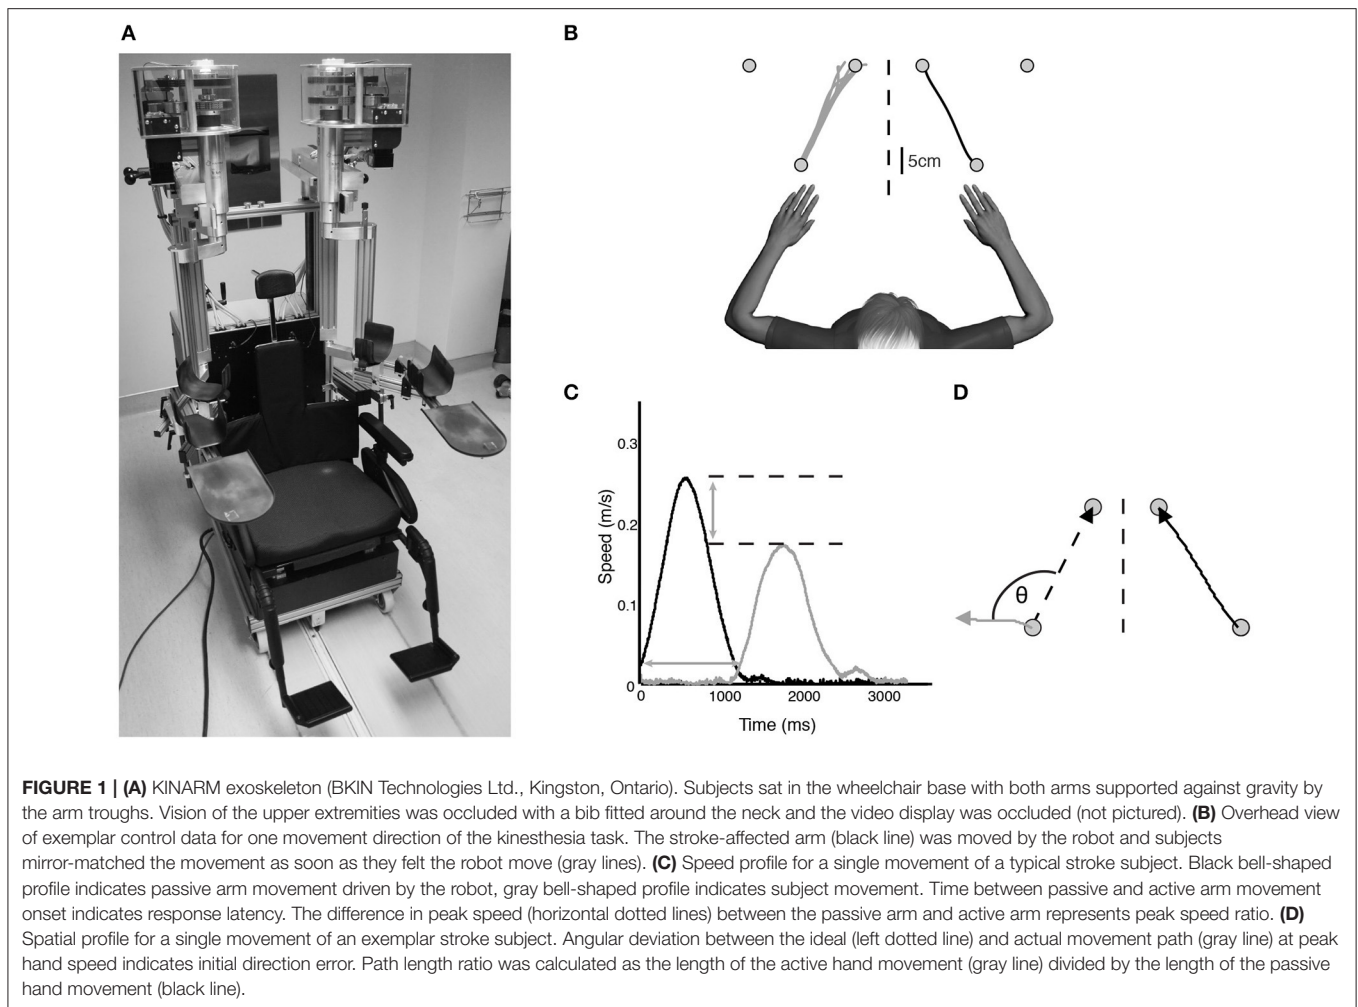 A
B
5cm
C
D
0.3
0.2
0.1
0
Speed (m/s)
0
1000
2000
3000
Time (ms)
θ
FIGURE 1 | (A) KINARM exoskeleton (BKIN Technologies Ltd., Kingston, Ontario). Subjects sat in the wheelchair base with both arms supported against gravity by
the arm troughs. Vision of the upper extremities was occluded with a bib fitted around the neck and the video display was occluded (not pictured). (B) Overhead view
of exemplar control data for one movement direction of the kinesthesia task. The stroke-affected arm (black line) was moved by the robot and subjects
mirror-matched the movement as soon as they felt the robot move (gray lines). (C) Speed profile for a single movement of a typical stroke subject. Black bell-shaped
profile indicates passive arm movement driven by the robot, gray bell-shaped profile indicates subject movement. Time between passive and active arm movement
onset indicates response latency. The difference in peak speed (horizontal dotted lines) between the passive arm and active arm represents peak speed ratio. (D)
Spatial profile for a single movement of an exemplar stroke subject. Angular deviation between the ideal (left dotted line) and actual movement path (gray line) at peak
hand speed indicates initial direction error. Path length ratio was calculated as the length of the active hand movement (gray line) divided by the length of the passive
hand movement (black line).